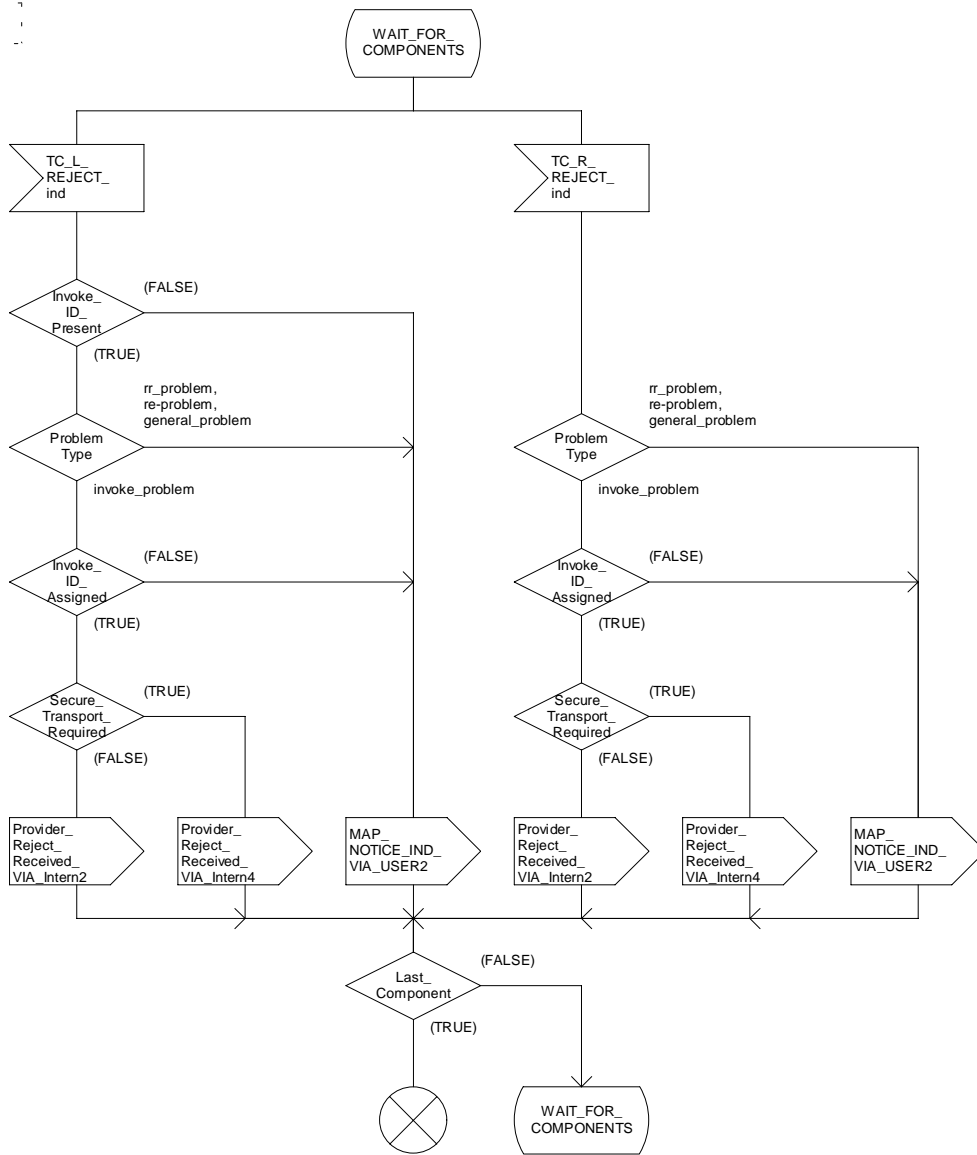 WAIT_FOR_
COMPONENTS
TC_L_
REJECT_
ind
TC_R_
REJECT_
ind
(FALSE)
Invoke_
ID_
Present
(TRUE)
rr_problem,
re-problem,
general_problem
Problem
Type
invoke_problem
rr_problem,
re-problem,
general_problem
Problem
Type
invoke_problem
(FALSE)
Invoke_
ID_
Assigned
(TRUE)
(FALSE)
Invoke_
ID_
Assigned
(TRUE)
(TRUE)
Secure_
Transport_
Required
(FALSE)
(TRUE)
Secure_
Transport_
Required
(FALSE)
Provider_
Reject_
Received_
VIA_Intern2
Provider_
Reject_
Received_
VIA_Intern4
MAP_
NOTICE_IND_
VIA_USER2
Provider_
Reject_
Received_
VIA_Intern2
Provider_
Reject_
Received_
VIA_Intern4
MAP_
NOTICE_IND_
VIA_USER2
(FALSE)
Last_
Component
(TRUE)
WAIT_FOR_
COMPONENTS